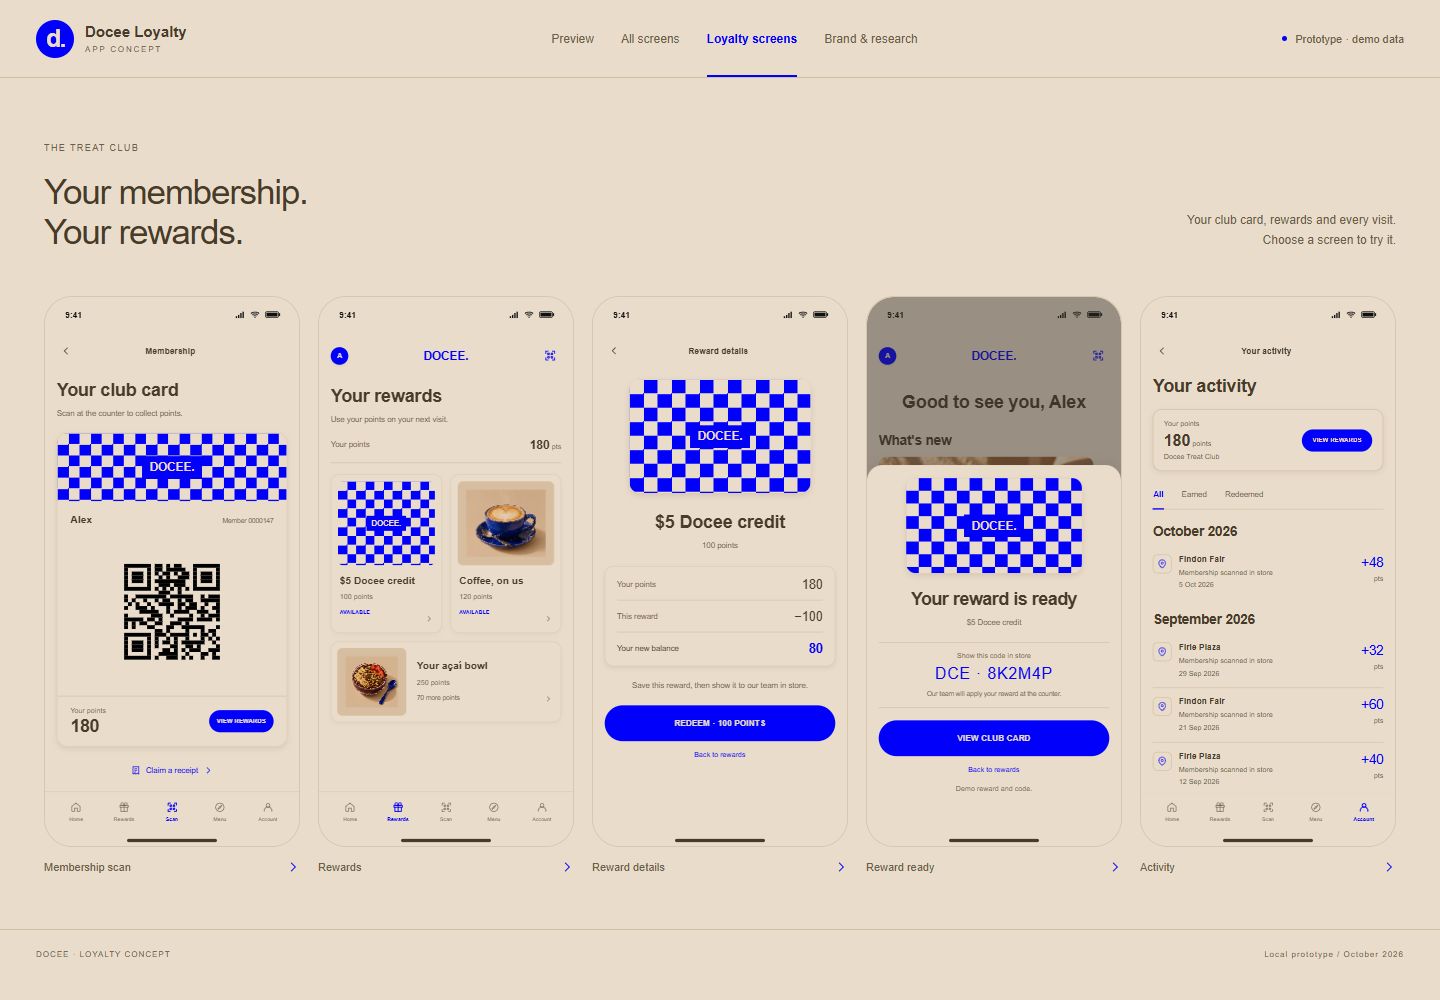 d.
Docee Loyalty
APP CONCEPT
Preview
All screens
Loyalty screens
Brand & research
Prototype · demo data
THE TREAT CLUB
Your membership.
Your rewards.
Your club card, rewards and every visit.
Choose a screen to try it.
9:41
Membership
Your club card
Scan at the counter to collect points.
DOCEE.
Alex
Member 0000147
Your points
180
VIEW REWARDS
Claim a receipt
Home
Rewards
Scan
Menu
Account
Membership scan
9:41
A
DOCEE.
Your rewards
Use your points on your next visit.
Your points
180 pts
DOCEE.
$5 Docee credit
100 points
AVAILABLE
Coffee, on us
120 points
AVAILABLE
Your açaí bowl
250 points
70 more points
Home
Rewards
Scan
Menu
Account
Rewards
9:41
Reward details
DOCEE.
$5 Docee credit
100 points
Your points
180
This reward
−100
Your new balance
80
Save this reward, then show it to our team in store.
REDEEM · 100 POINTS
Back to rewards
Reward details
9:41
A
DOCEE.
Good to see you, Alex
What's new
DOCEE.
Your reward is ready
$5 Docee credit
Show this code in store
DCE · 8K2M4P
Our team will apply your reward at the counter.
VIEW CLUB CARD
Back to rewards
Demo reward and code.
Reward ready
9:41
Your activity
Your activity
Your points
180 points
Docee Treat Club
VIEW REWARDS
All
Earned
Redeemed
October 2026
Findon Fair
Membership scanned in store
5 Oct 2026
+48
pts
September 2026
Firle Plaza
Membership scanned in store
29 Sep 2026
+32
pts
Findon Fair
Membership scanned in store
21 Sep 2026
+60
pts
Firle Plaza
Membership scanned in store
12 Sep 2026
+40
pts
Home
Rewards
Scan
Menu
Account
Activity
DOCEE · LOYALTY CONCEPT
Local prototype / October 2026